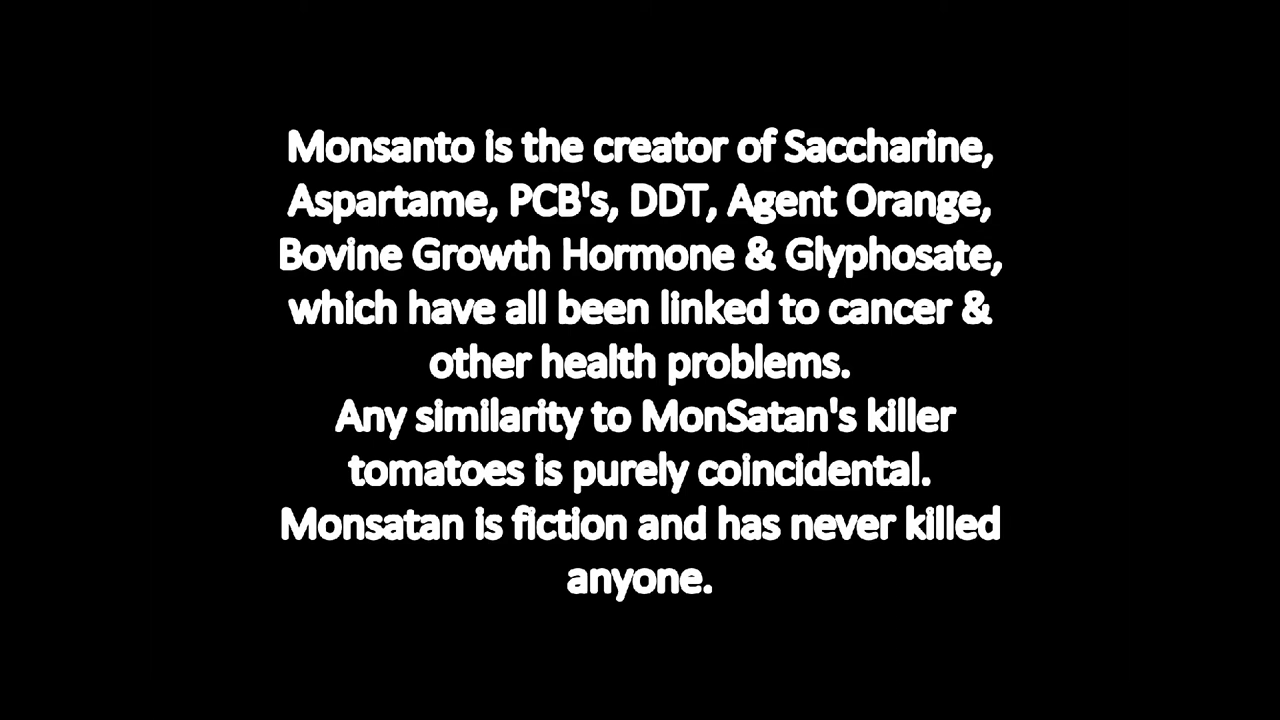 Monsanto is the creator of Saccharine,
Aspartame, PCB's, DDT, Agent Orange,
Bovine Growth Hormone & Glyphosate,
which have all been linked to cancer &
other health problems.
Any similarity to MonSatan's killer
tomatoes is purely coincidental.
Monsatan is fiction and has never killed
anyone.